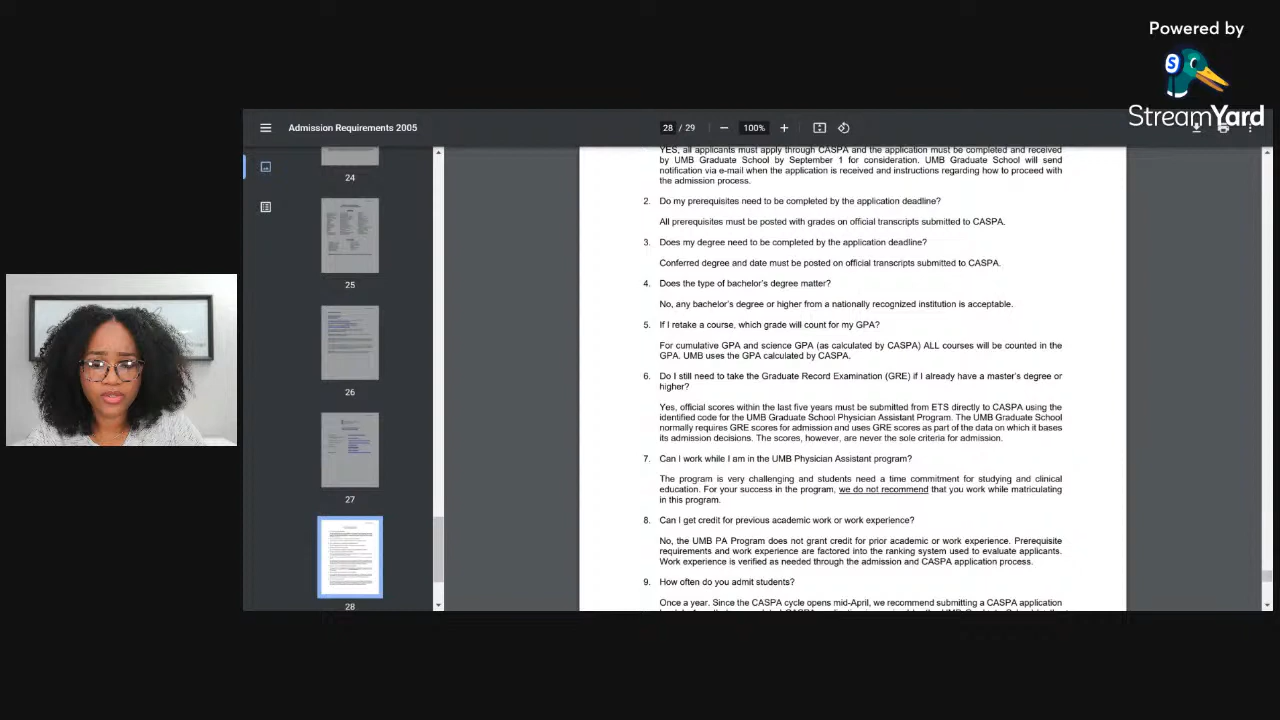 Powered by
S
StreamYard
Admission Requirements 2005
28 / 29
100%
24
25
26
27
28
YES, all applicants must apply through CASPA and the application must be completed and received
by UMB Graduate School by September 1 for consideration. UMB Graduate School will send
notification via e-mail when the application is received and instructions regarding how to proceed with
the admission process.
2. Do my prerequisites need to be completed by the application deadline?
All prerequisites must be posted with grades on official transcripts submitted to CASPA.
3. Does my degree need to be completed by the application deadline?
Conferred degree and date must be posted on official transcripts submitted to CASPA.
4. Does the type of bachelor's degree matter?
No, any bachelor's degree or higher from a nationally recognized institution is acceptable.
5. If I retake a course, which grade will count for my GPA?
For cumulative GPA and science GPA (as calculated by CASPA) ALL courses will be counted in the
GPA. UMB uses the GPA calculated by CASPA.
6. Do I still need to take the Graduate Record Examination (GRE) if I already have a master's degree or
higher?
Yes, official scores within the last five years must be submitted from ETS directly to CASPA using the
identified code for the UMB Graduate School Physician Assistant Program. The UMB Graduate School
normally requires GRE scores for admission and uses GRE scores as part of the data on which it bases
its admission decisions. The scores, however, are never the sole criteria for admission.
7. Can I work while I am in the UMB Physician Assistant program?
The program is very challenging and students need a time commitment for studying and clinical
education. For your success in the program, we do not recommend that you work while matriculating
in this program.
8. Can I get credit for previous academic work or work experience?
No, the UMB PA Program does not grant credit for prior academic or work experience. Prerequisite
requirements and work experience are factored into the ranking system used to evaluate applicants.
Work experience is verified as needed through the admission and CASPA application process.
9. How often do you admit students?
Once a year. Since the CASPA cycle opens mid-April, we recommend submitting a CASPA application